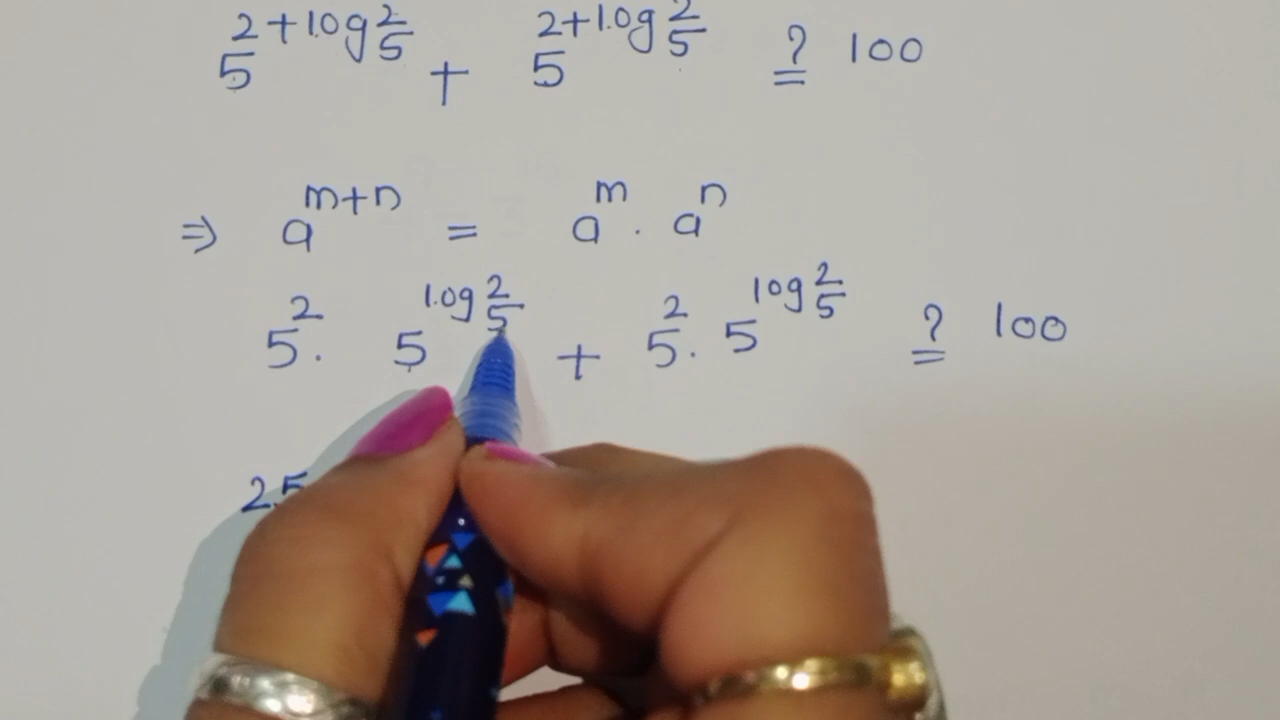 5^{2+log 2/5} + 5^{2+log 2/5} ?= 100
⇒ a^{m+n} = a^m . a^n
5^2 . 5^{log 2/5} + 5^2 . 5^{log 2/5} ?= 100
25